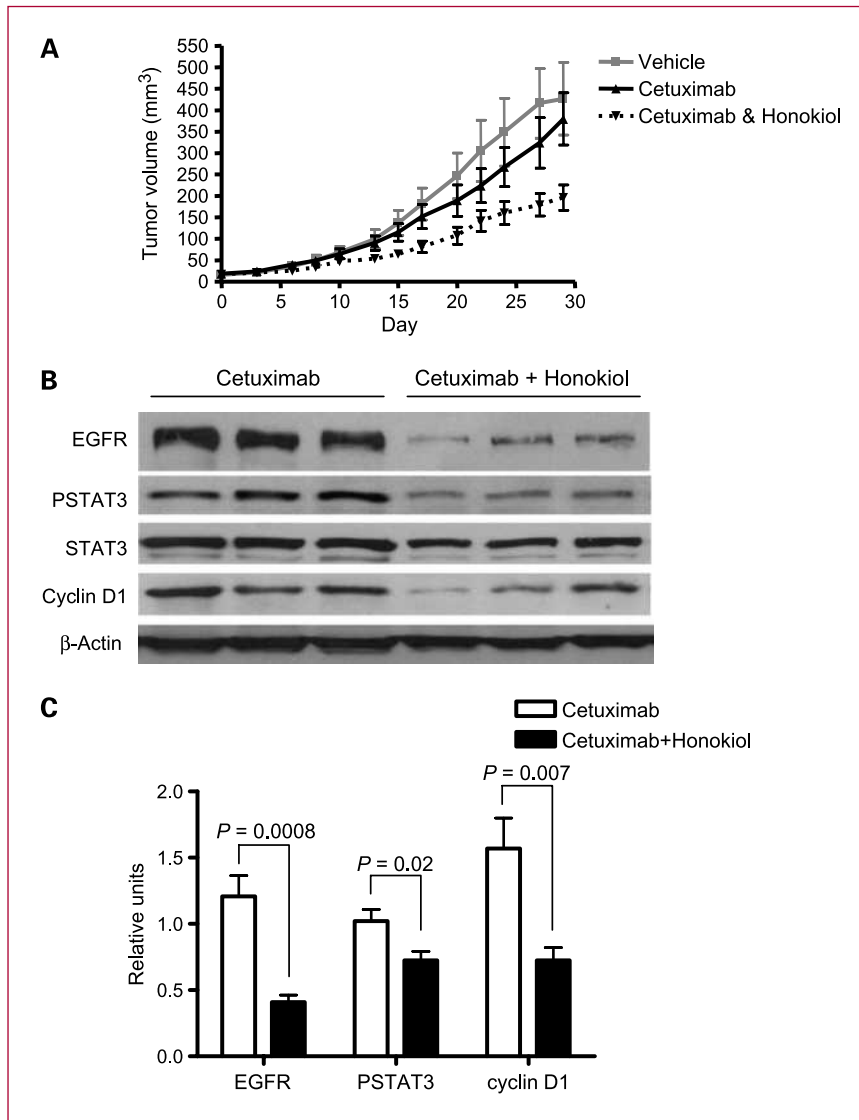 A
Tumor volume (mm³)
550
500
450
400
350
300
250
200
150
100
50
0
0 5 10 15 20 25 30
Day
Vehicle
Cetuximab
Cetuximab & Honokiol
B
Cetuximab Cetuximab + Honokiol
EGFR
PSTAT3
STAT3
Cyclin D1
β-Actin
C
Cetuximab
Cetuximab+Honokiol
Relative units
2.0
1.5
1.0
0.5
0.0
P = 0.0008
P = 0.02
P = 0.007
EGFR PSTAT3 cyclin D1